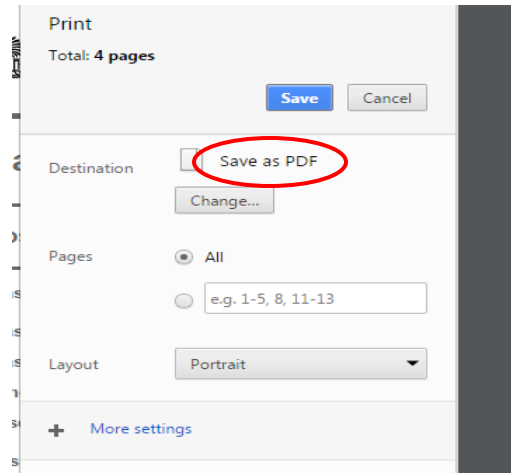 Print
Total: 4 pages
Save Cancel
Destination Save as PDF
Change...
Pages All
e.g. 1-5, 8, 11-13
Layout Portrait
More settings